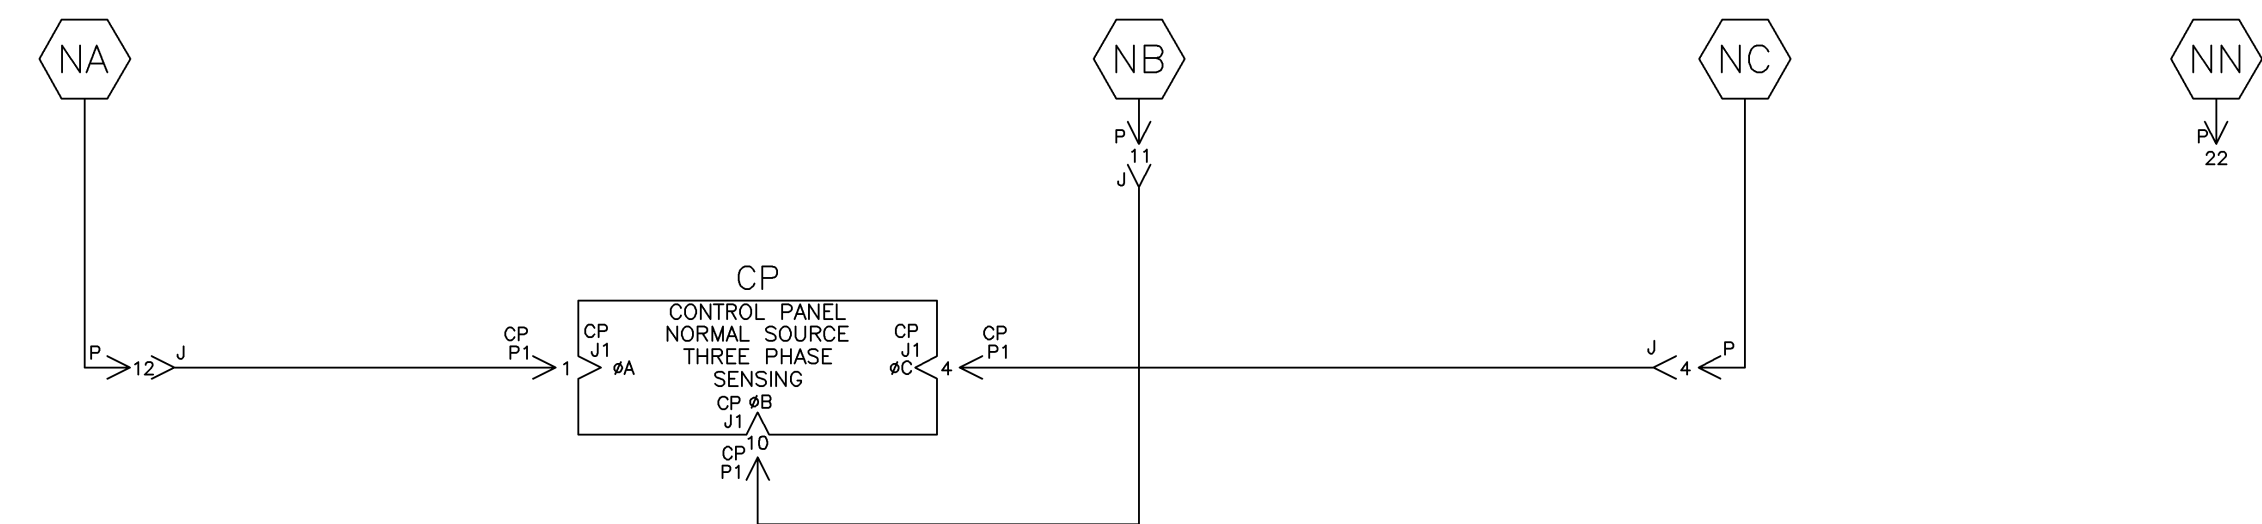 NA
NB
NC
NN
P
11
J
P
22
CP
CONTROL PANEL
NORMAL SOURCE
THREE PHASE
SENSING
P
12
J
CP
P1
1
CP
J1
øA
CP
J1
øC
4
CP
P1
J
4
P
CP
J1
øB
10
CP
P1